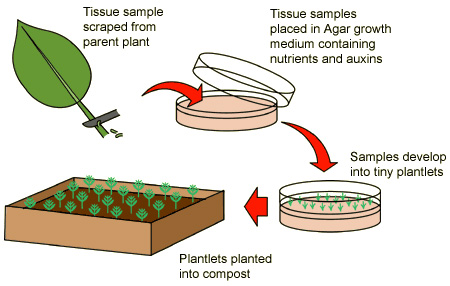 Tissue sample
scraped from
parent plant
Tissue samples
placed in Agar growth
medium containing
nutrients and auxins
Samples develop
into tiny plantlets
Plantlets planted
into compost